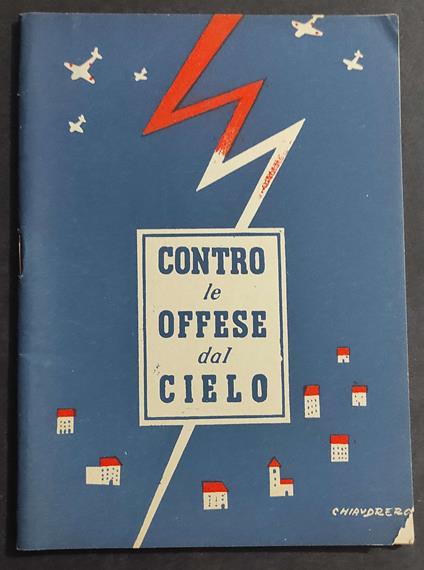 CONTRO
le
OFFESE
dal
CIELO
CHIAUDRERO